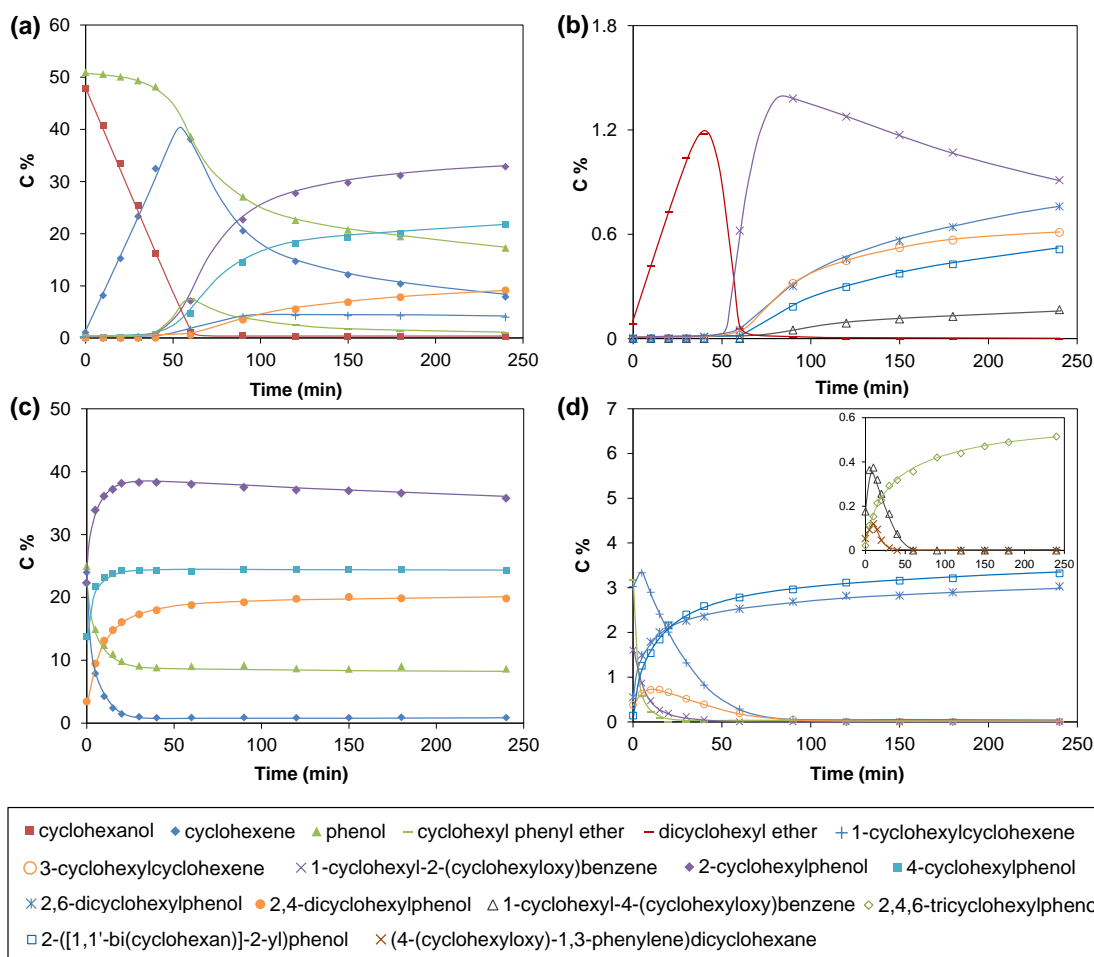 (a)
60
50
40
30
20
10
0
C %
0 50 100 150 200 250
Time (min)
(b)
1.8
1.2
0.6
0
C %
0 50 100 150 200 250
Time (min)
(c)
50
40
30
20
10
0
C %
0 50 100 150 200 250
Time (min)
(d)
7
6
5
4
3
2
1
0
C %
0 50 100 150 200 250
Time (min)
0.6
0.4
0.2
0
0 50 100 150 200 250
cyclohexanol cyclohexene phenol cyclohexyl phenyl ether dicyclohexyl ether 1-cyclohexylcyclohexene
3-cyclohexylcyclohexene 1-cyclohexyl-2-(cyclohexyloxy)benzene 2-cyclohexylphenol 4-cyclohexylphenol
2,6-dicyclohexylphenol 2,4-dicyclohexylphenol 1-cyclohexyl-4-(cyclohexyloxy)benzene 2,4,6-tricyclohexylpheno
2-([1,1'-bi(cyclohexan)]-2-yl)phenol (4-(cyclohexyloxy)-1,3-phenylene)dicyclohexane